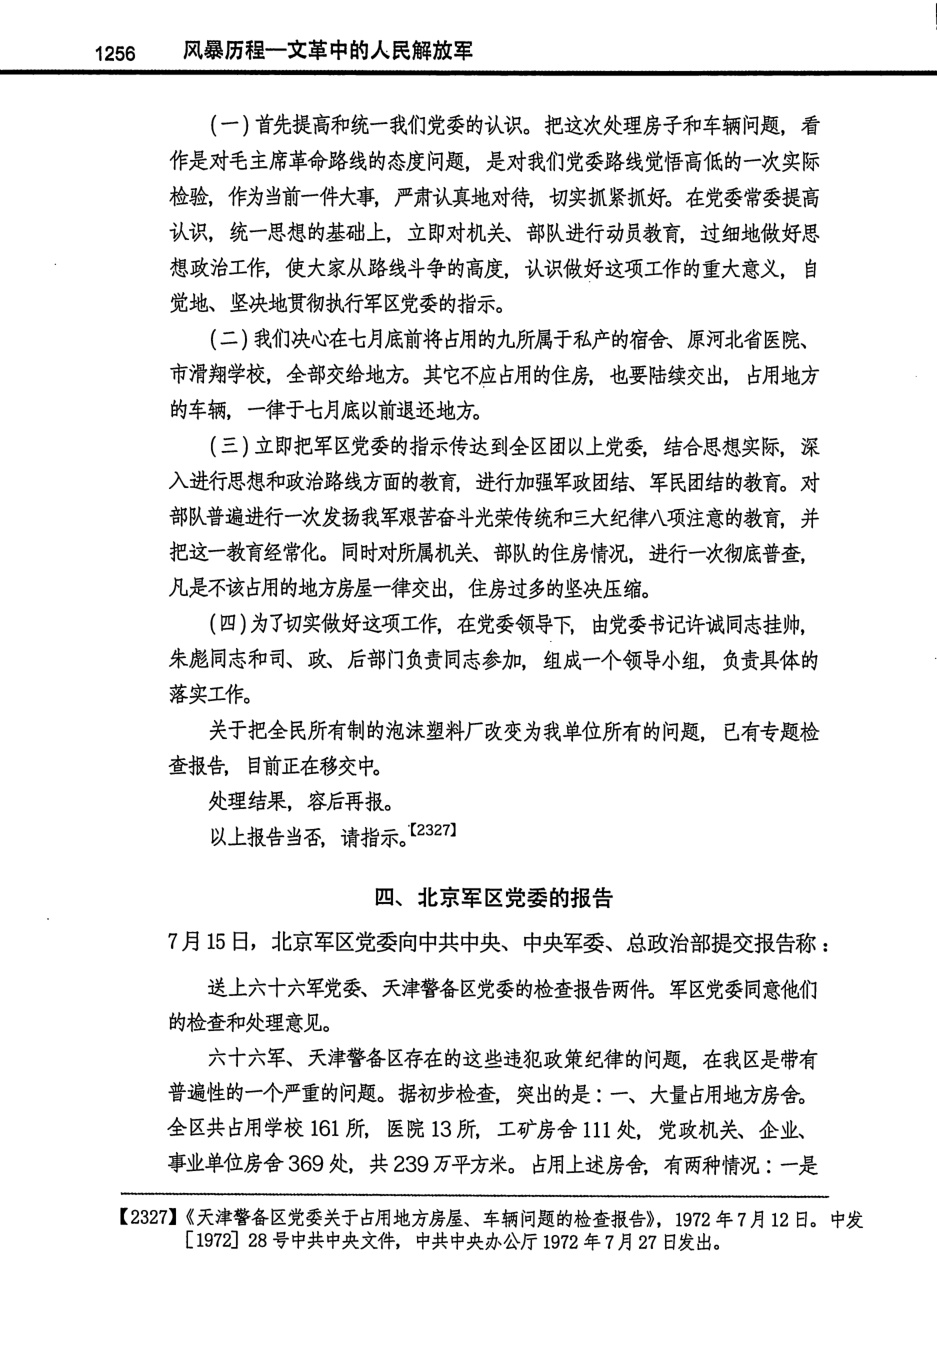 1256 风暴历程—文革中的人民解放军
(一)首先提高和统一我们党委的认识。把这次处理房子和车辆问题，看
作是对毛主席革命路线的态度问题，是对我们党委路线觉悟高低的一次实际
检验，作为当前一件大事，严肃认真地对待，切实抓紧抓好。在党委常委提高
认识，统一思想的基础上，立即对机关、部队进行动员教育，过细地做好思
想政治工作，使大家从路线斗争的高度，认识做好这项工作的重大意义，自
觉地、坚决地贯彻执行军区党委的指示。
(二)我们决心在七月底前将占用的九所属于私产的宿舍、原河北省医院、
市滑翔学校，全部交给地方。其它不应占用的住房，也要陆续交出，占用地方
的车辆，一律于七月底以前退还地方。
(三)立即把军区党委的指示传达到全区团以上党委，结合思想实际，深
入进行思想和政治路线方面的教育，进行加强军政团结、军民团结的教育。对
部队普遍进行一次发扬我军艰苦奋斗光荣传统和三大纪律八项注意的教育，并
把这一教育经常化。同时对所属机关、部队的住房情况，进行一次彻底普查，
凡是不该占用的地方房屋一律交出，住房过多的坚决压缩。
(四)为了切实做好这项工作，在党委领导下，由党委书记许诚同志挂帅，
朱彪同志和司、政、后部门负责同志参加，组成一个领导小组，负责具体的
落实工作。
关于把全民所有制的泡沫塑料厂改变为我单位所有的问题，已有专题检
查报告，目前正在移交中。
处理结果，容后再报。
以上报告当否，请指示。【2327】
四、北京军区党委的报告
7月15日，北京军区党委向中共中央、中央军委、总政治部提交报告称：
送上六十六军党委、天津警备区党委的检查报告两件。军区党委同意他们
的检查和处理意见。
六十六军、天津警备区存在的这些违犯政策纪律的问题，在我区是带有
普遍性的一个严重的问题。据初步检查，突出的是：一、大量占用地方房舍。
全区共占用学校161所，医院13所，工矿房舍111处，党政机关、企业、
事业单位房舍369处，共239万平方米。占用上述房舍，有两种情况：一是
【2327】《天津警备区党委关于占用地方房屋、车辆问题的检查报告》，1972年7月12日。中发
［1972］28号中共中央文件，中共中央办公厅1972年7月27日发出。